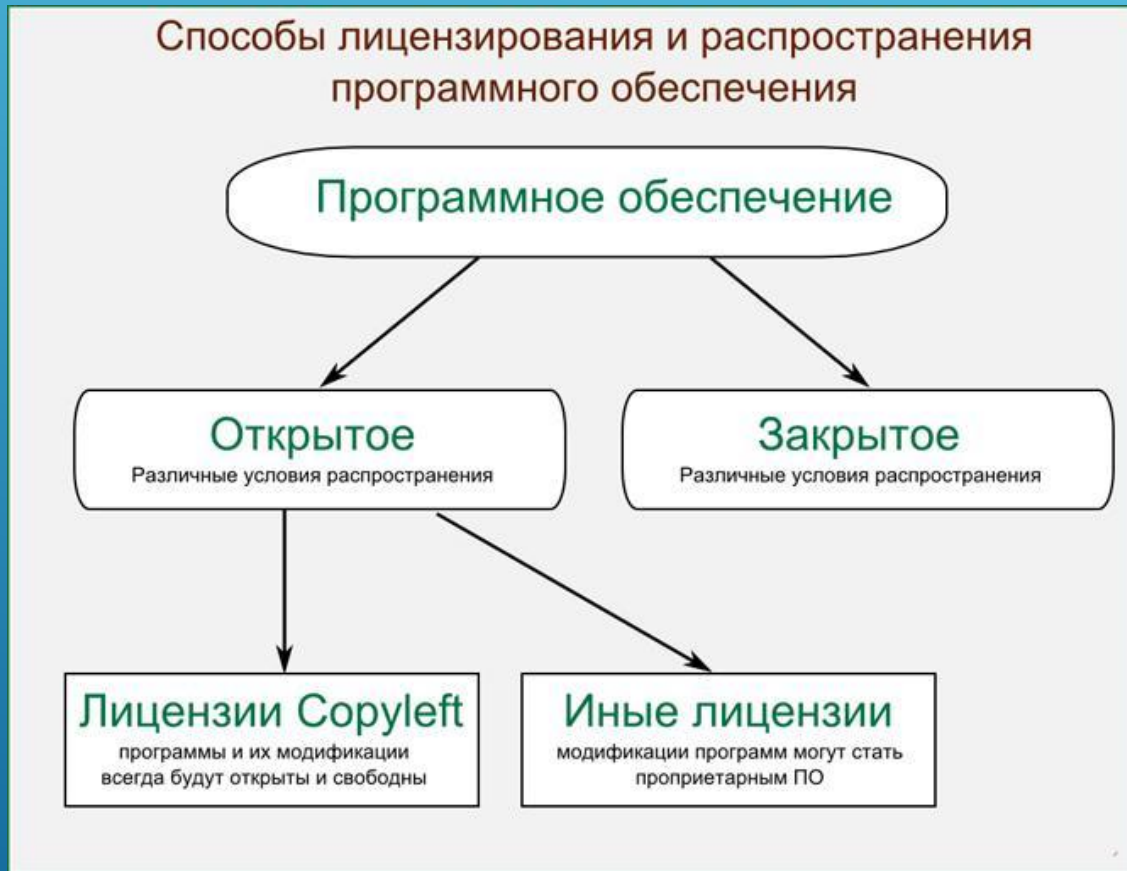 Способы лицензирования и распространения
программного обеспечения
Программное обеспечение
Открытое
Различные условия распространения
Закрытое
Различные условия распространения
Лицензии Copyleft
программы и их модификации
всегда будут открыты и свободны
Иные лицензии
модификации программ могут стать
проприетарным ПО